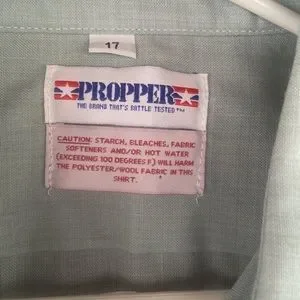 17
PROPPER
THE BRAND THAT'S BATTLE TESTED™
CAUTION: STARCH, BLEACHES, FABRIC
SOFTENERS AND/OR HOT WATER
(EXCEEDING 100 DEGREES F) WILL HARM
THE POLYESTER/WOOL FABRIC IN THIS
SHIRT.